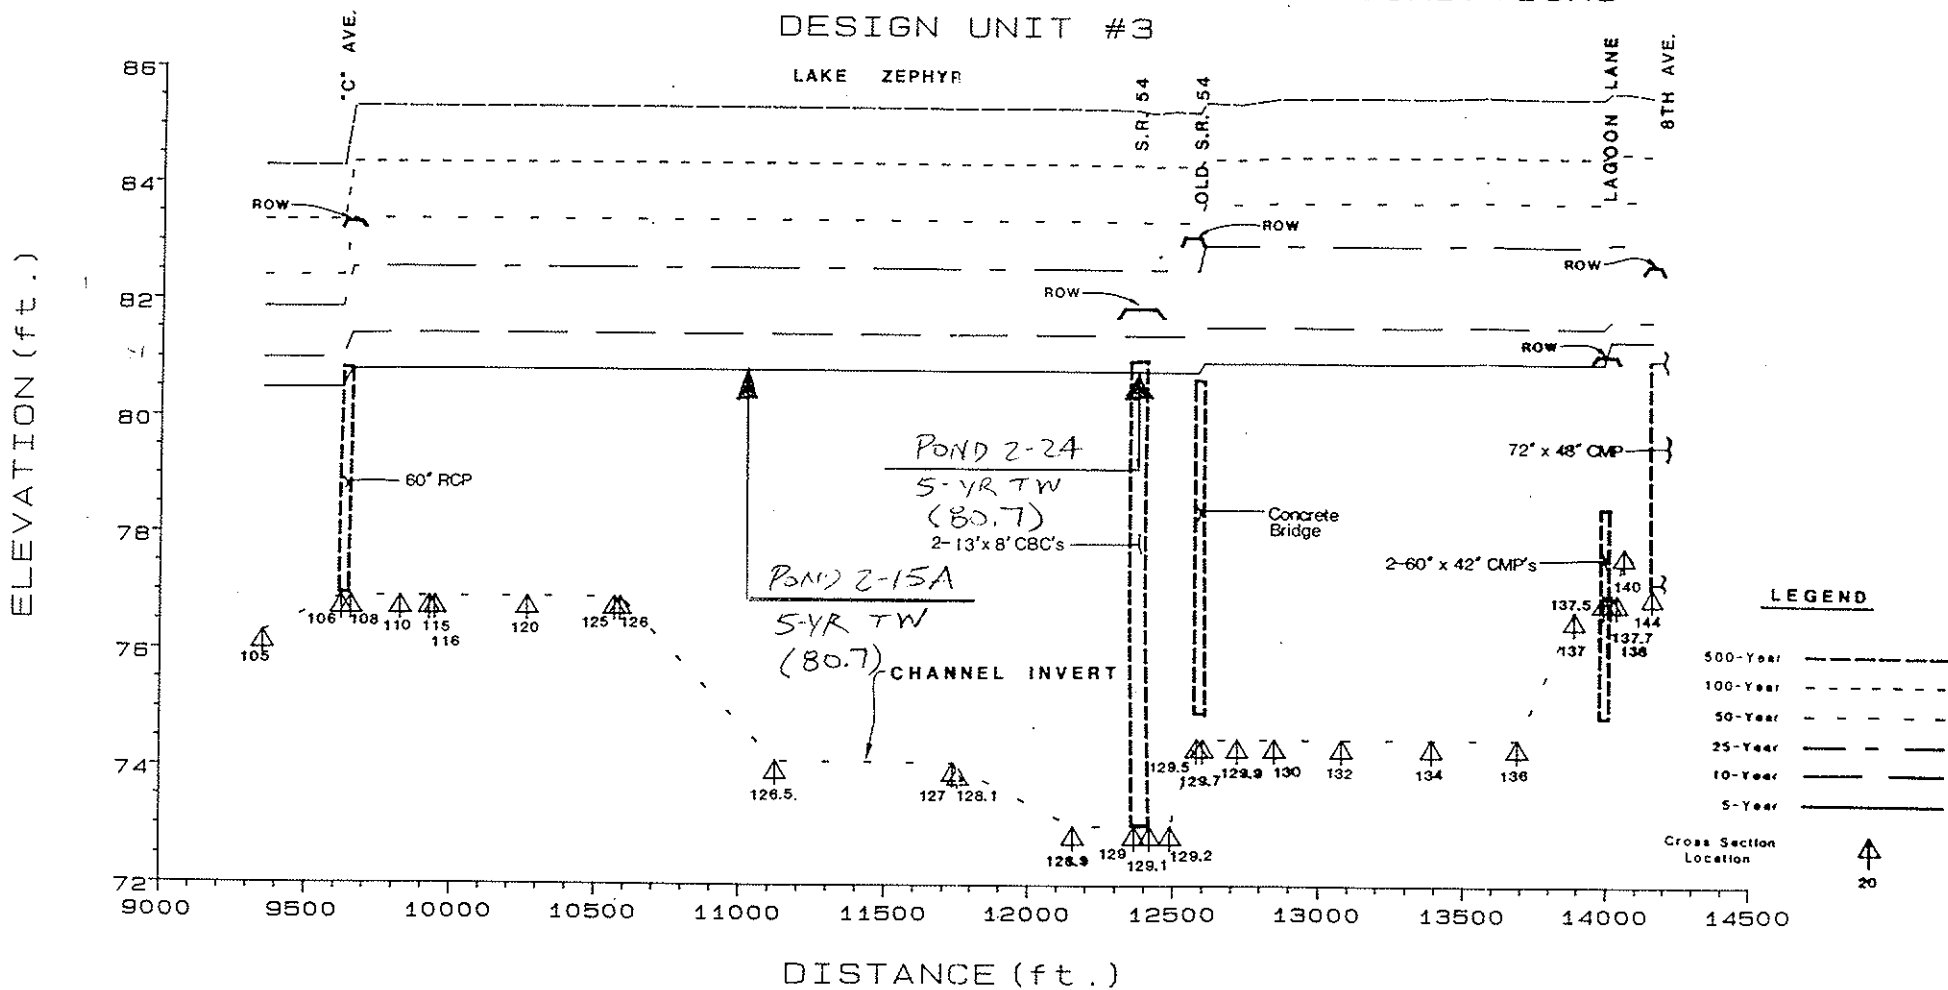 DESIGN UNIT #3
"C" AVE.
LAKE ZEPHYR
S.R. 54
OLD S.R. 54
LAGOON LANE
8TH AVE.
ELEVATION (ft.)
86
84
82
80
78
76
74
72
ROW
ROW
ROW
ROW
ROW
60" RCP
POND 2-24
5-YR TW
(80.7)
2-13'x 8' CBC's
POND 2-15A
5-YR TW
(80.7)
CHANNEL INVERT
Concrete
Bridge
72" x 48" CMP
2-60" x 42" CMP's
105
106
108
110
115
116
120
125
126
126.5
127
128.1
128.9
129
129.1
129.2
129.5
129.7
129.9
130
132
134
136
137
137.5
137.7
138
140
144
LEGEND
500-Year
100-Year
50-Year
25-Year
10-Year
5-Year
Cross Section
Location
20
9000
9500
10000
10500
11000
11500
12000
12500
13000
13500
14000
14500
DISTANCE (ft.)